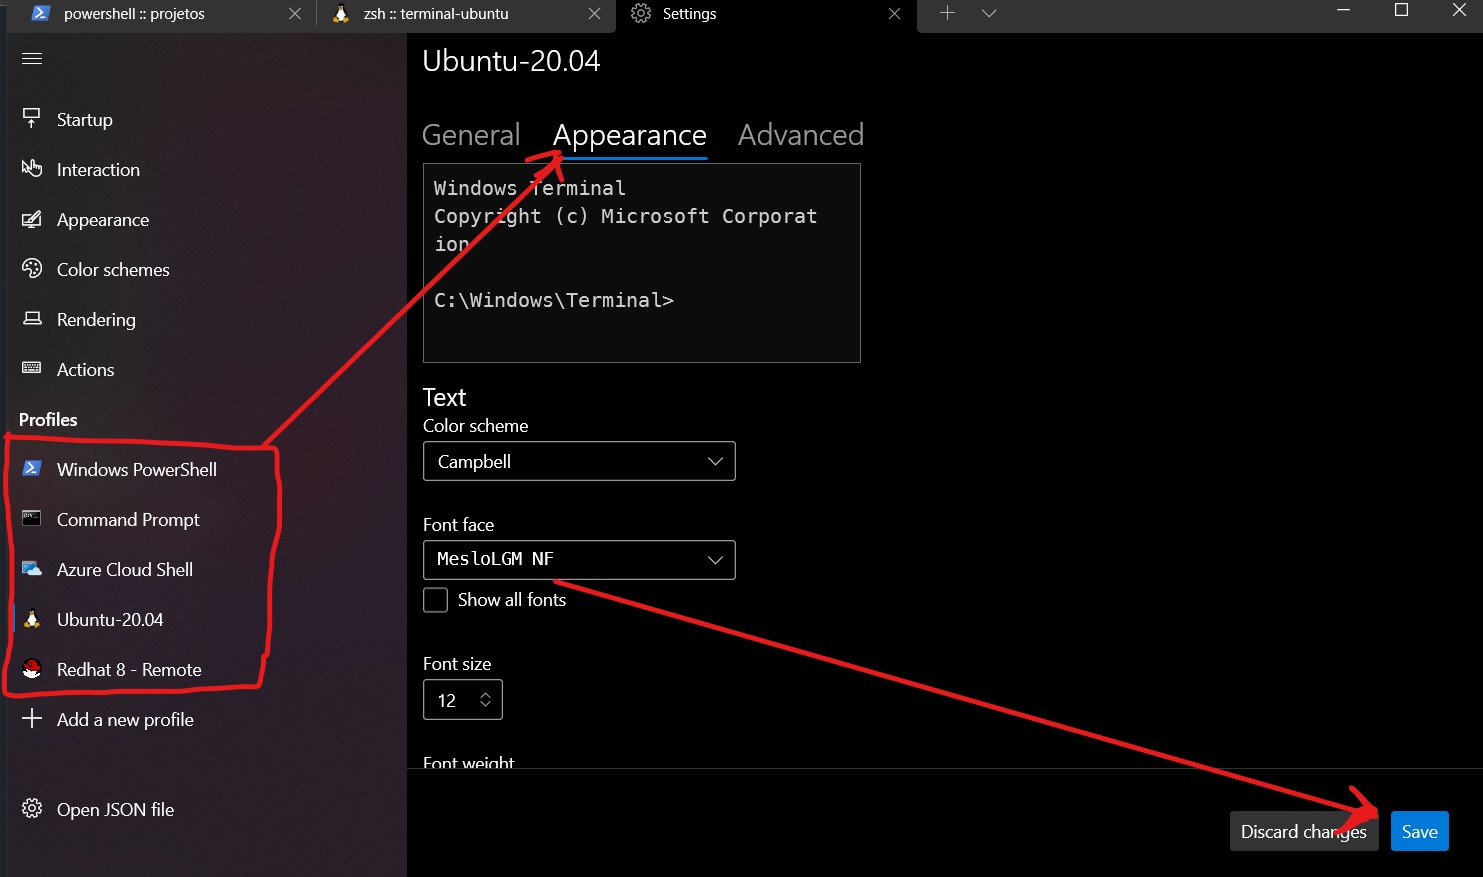 powershell :: projetos
zsh :: terminal-ubuntu
Settings
Startup
Interaction
Appearance
Color schemes
Rendering
Actions
Profiles
Windows PowerShell
Command Prompt
Azure Cloud Shell
Ubuntu-20.04
Redhat 8 - Remote
Add a new profile
Open JSON file
Ubuntu-20.04
General Appearance Advanced
Windows Terminal
Copyright (c) Microsoft Corporat
ion
C:\Windows\Terminal>
Text
Color scheme
Campbell
Font face
MesloLGM NF
Show all fonts
Font size
12
Font weight
Discard changes
Save